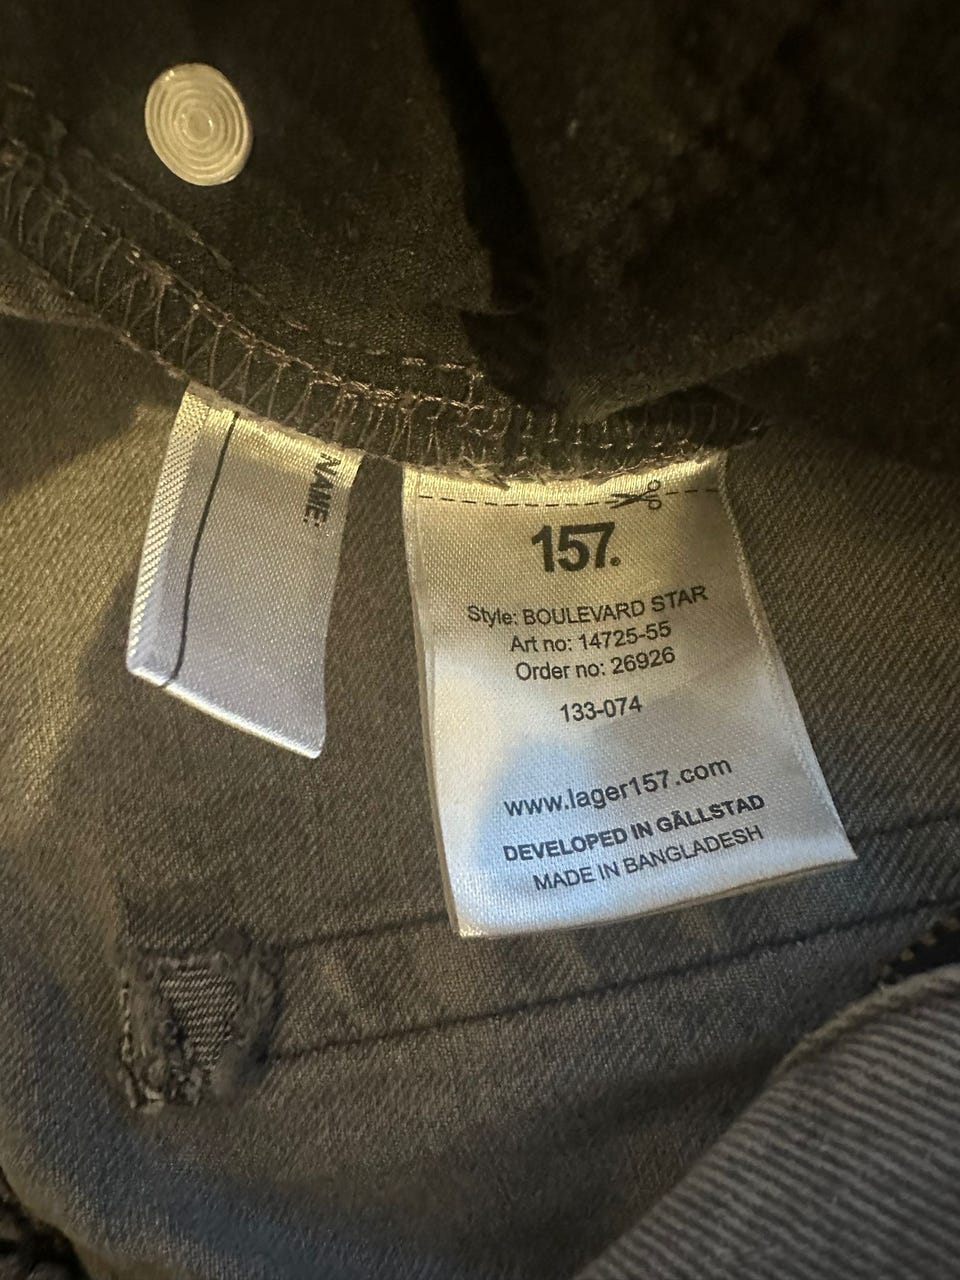 NAME:
157.
Style: BOULEVARD STAR
Art no: 14725-55
Order no: 26926
133-074
www.lager157.com
DEVELOPED IN GÄLLSTAD
MADE IN BANGLADESH